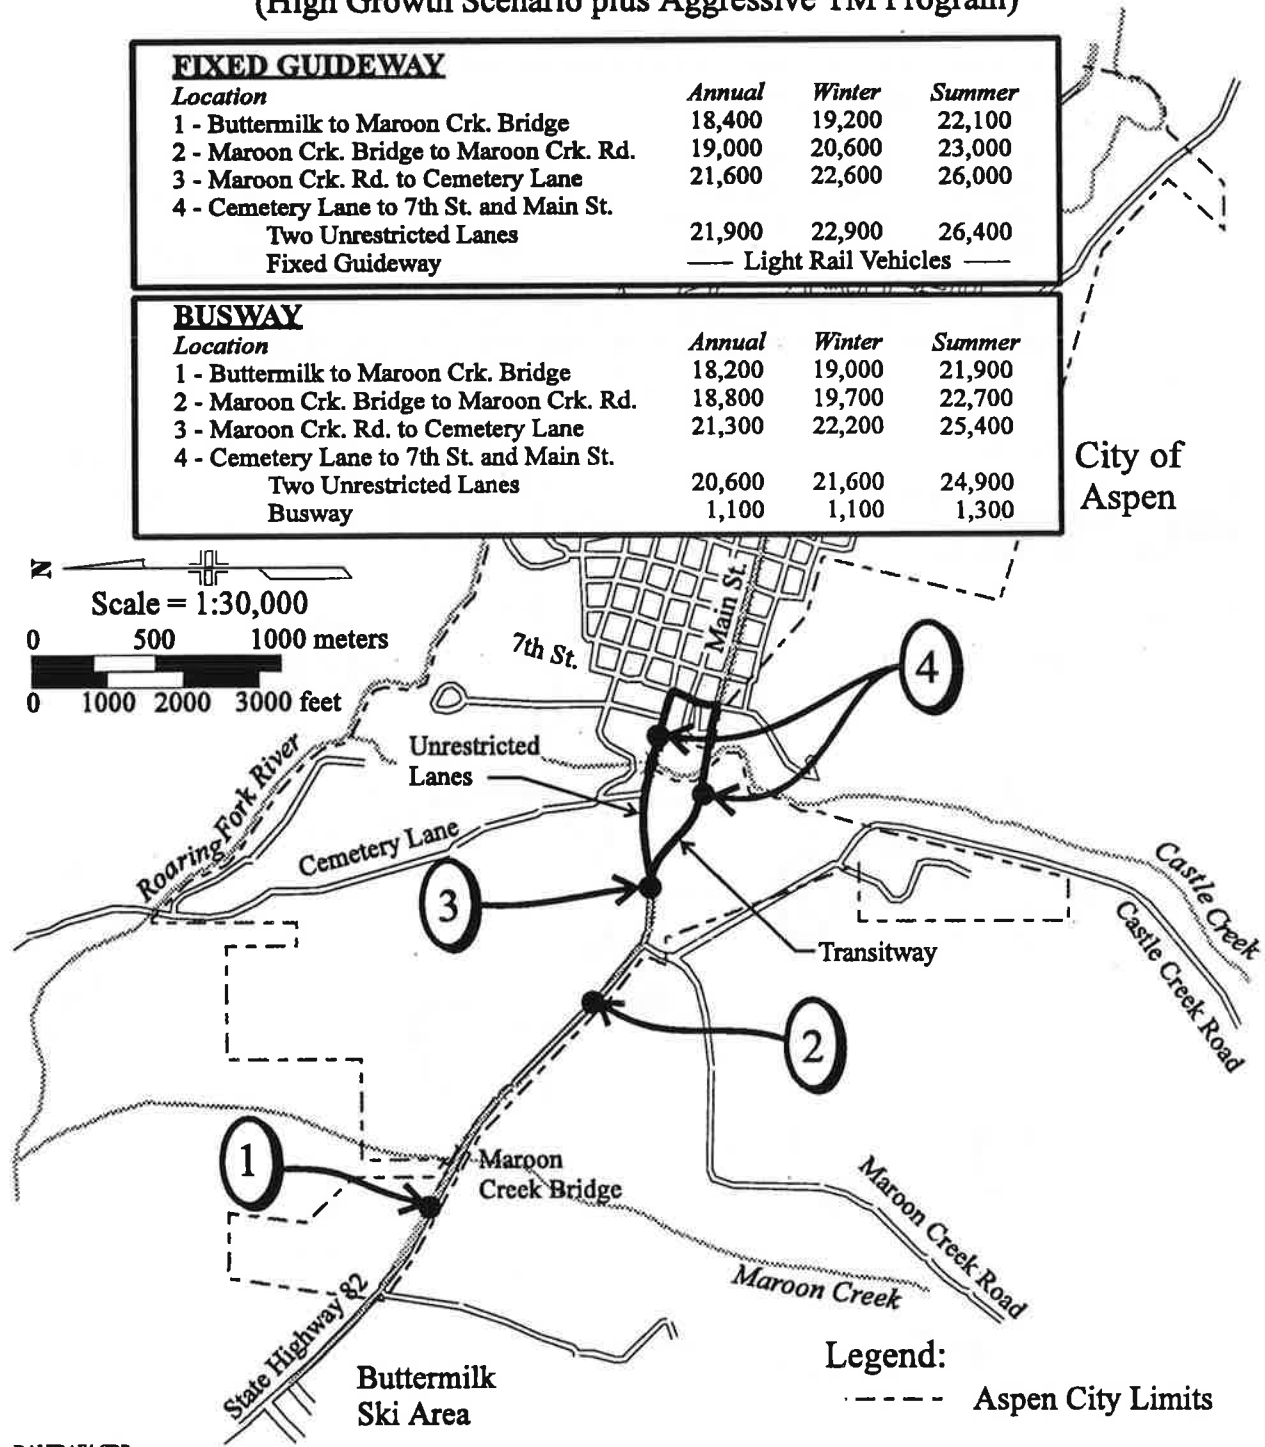 (High Growth Scenario plus Aggressive TM Program)
FIXED GUIDEWAY
Location Annual Winter Summer
1 - Buttermilk to Maroon Crk. Bridge 18,400 19,200 22,100
2 - Maroon Crk. Bridge to Maroon Crk. Rd. 19,000 20,600 23,000
3 - Maroon Crk. Rd. to Cemetery Lane 21,600 22,600 26,000
4 - Cemetery Lane to 7th St. and Main St.
Two Unrestricted Lanes 21,900 22,900 26,400
Fixed Guideway —— Light Rail Vehicles ——
BUSWAY
Location Annual Winter Summer
1 - Buttermilk to Maroon Crk. Bridge 18,200 19,000 21,900
2 - Maroon Crk. Bridge to Maroon Crk. Rd. 18,800 19,700 22,700
3 - Maroon Crk. Rd. to Cemetery Lane 21,300 22,200 25,400
4 - Cemetery Lane to 7th St. and Main St.
Two Unrestricted Lanes 20,600 21,600 24,900
Busway 1,100 1,100 1,300
City of
Aspen
N
Scale = 1:30,000
0 500 1000 meters
0 1000 2000 3000 feet
Main St.
7th St.
4
Unrestricted
Lanes
Roaring Fork River
Cemetery Lane
3
Castle Creek
Castle Creek Road
Transitway
2
1
Maroon
Creek Bridge
Maroon Creek Road
Maroon Creek
State Highway 82
Buttermilk
Ski Area
Legend:
Aspen City Limits